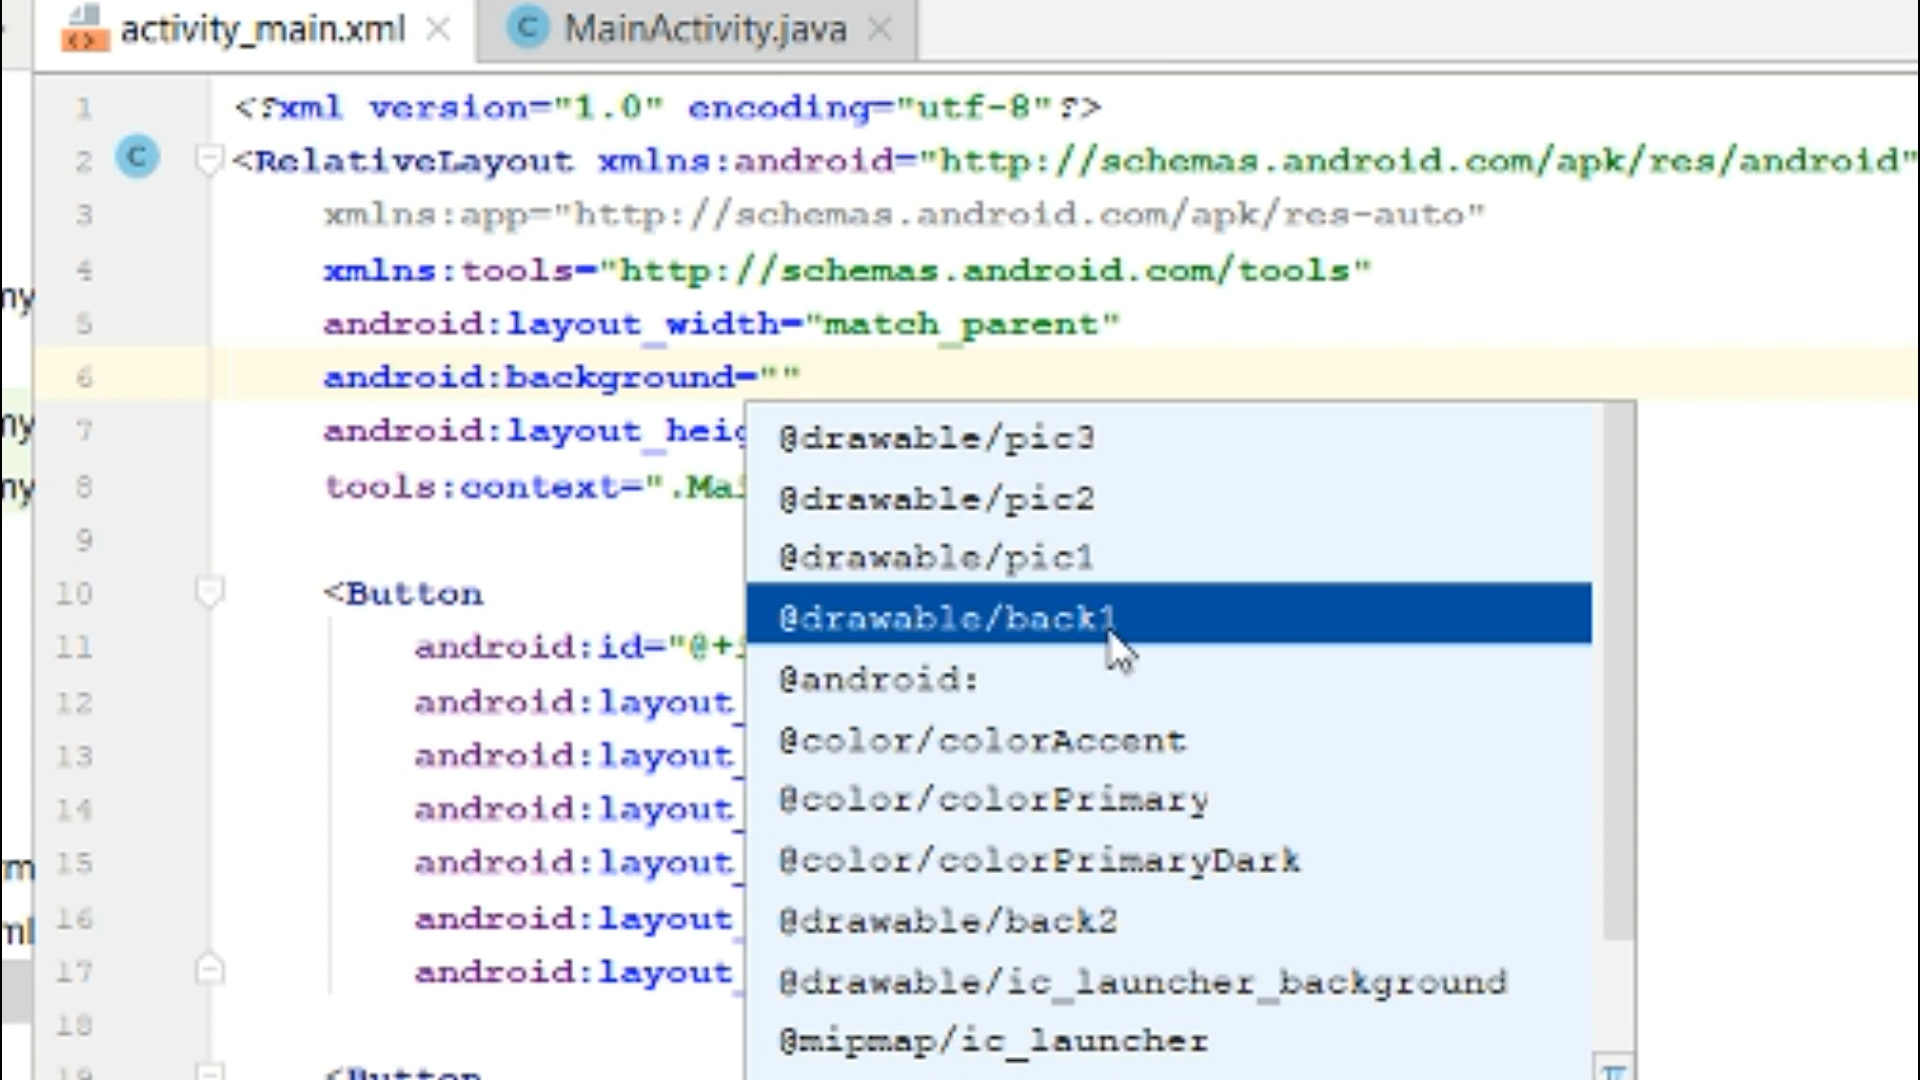 activity_main.xml
MainActivity.java
1 <?xml version="1.0" encoding="utf-8"?>
C 2 <RelativeLayout xmlns:android="http://schemas.android.com/apk/res/android"
3 xmlns:app="http://schemas.android.com/apk/res-auto"
4 xmlns:tools="http://schemas.android.com/tools"
5 android:layout_width="match_parent"
6 android:background=""
7 android:layout_heig
8 tools:context=".Mai
9
10 <Button
11 android:id="@+i
12 android:layout_
13 android:layout_
14 android:layout_
15 android:layout_
16 android:layout_
17 android:layout_
18
19 <Button
@drawable/pic3
@drawable/pic2
@drawable/pic1
@drawable/back1
@android:
@color/colorAccent
@color/colorPrimary
@color/colorPrimaryDark
@drawable/back2
@drawable/ic_launcher_background
@mipmap/ic_launcher